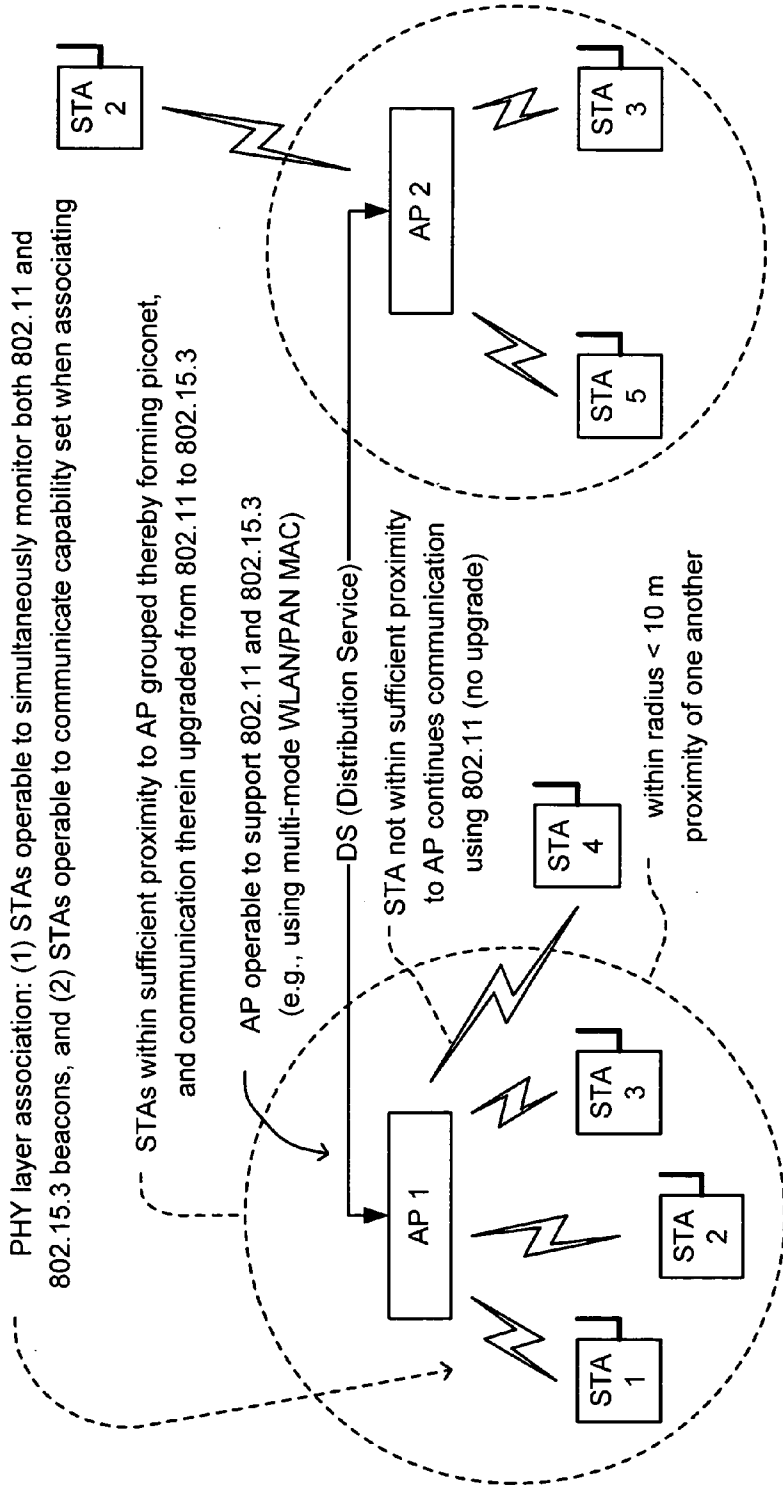 PHY layer association: (1) STAs operable to simultaneously monitor both 802.11 and
802.15.3 beacons, and (2) STAs operable to communicate capability set when associating
STAs within sufficient proximity to AP grouped thereby forming piconet,
and communication therein upgraded from 802.11 to 802.15.3
AP operable to support 802.11 and 802.15.3
(e.g., using multi-mode WLAN/PAN MAC)
DS (Distribution Service)
STA not within sufficient proximity
to AP continues communication
using 802.11 (no upgrade)
within radius < 10 m
proximity of one another
AP 1
STA
1
STA
2
STA
3
STA
4
AP 2
STA
5
STA
3
STA
2